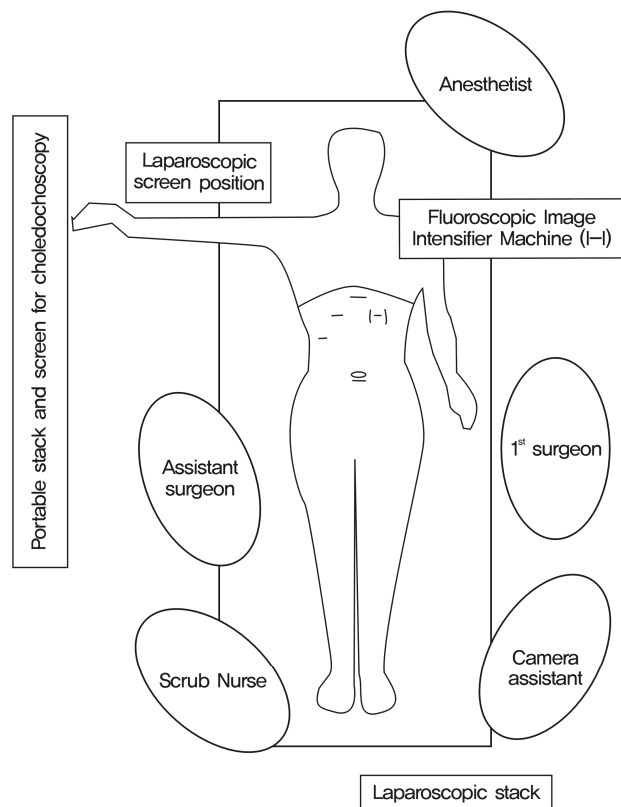 Anesthetist
Laparoscopic
screen position
Portable stack and screen for choledochoscopy
Fluoroscopic Image
Intensifier Machine (I-I)
(-)
Assistant
surgeon
1st surgeon
Scrub Nurse
Camera
assistant
Laparoscopic stack